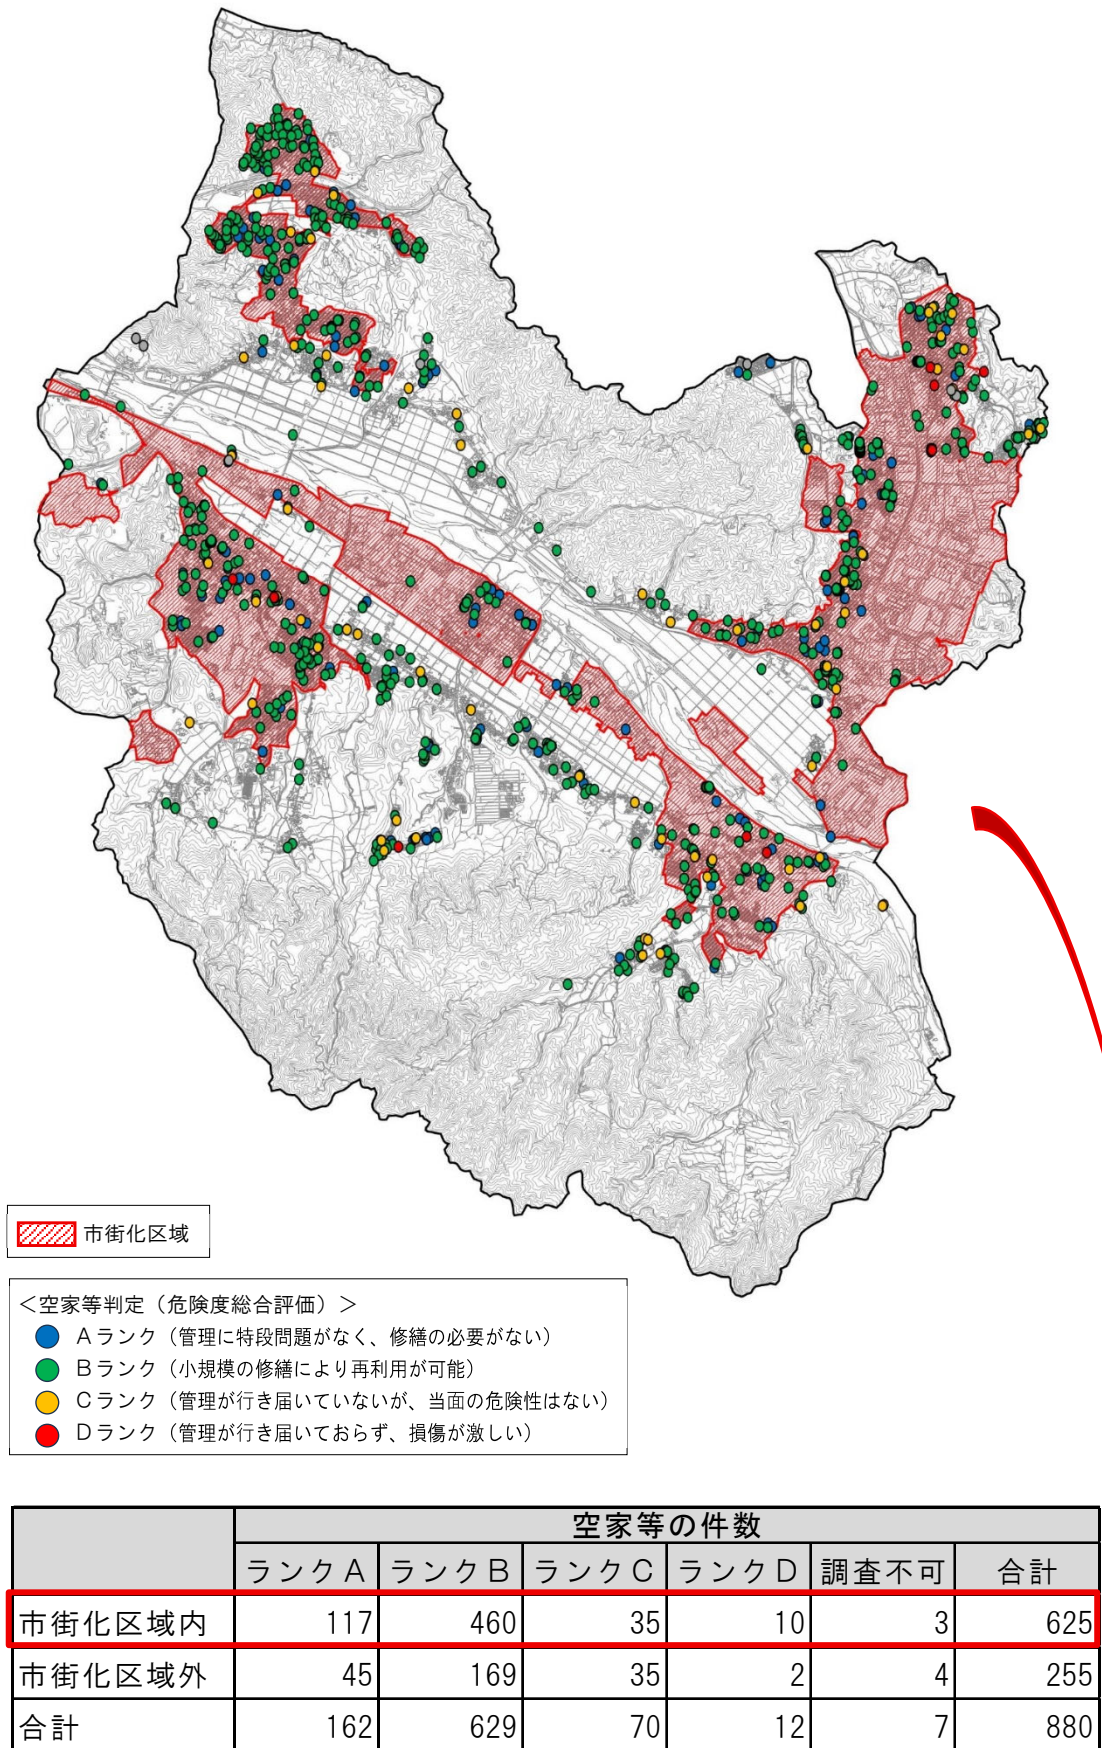 市街化区域
＜空家等判定（危険度総合評価）＞
Ａランク（管理に特段問題がなく、修繕の必要がない）
Ｂランク（小規模の修繕により再利用が可能）
Ｃランク（管理が行き届いていないが、当面の危険性はない）
Ｄランク（管理が行き届いておらず、損傷が激しい）
空家等の件数
ランクＡ ランクＢ ランクＣ ランクＤ 調査不可 合計
市街化区域内 117 460 35 10 3 625
市街化区域外 45 169 35 2 4 255
合計 162 629 70 12 7 880